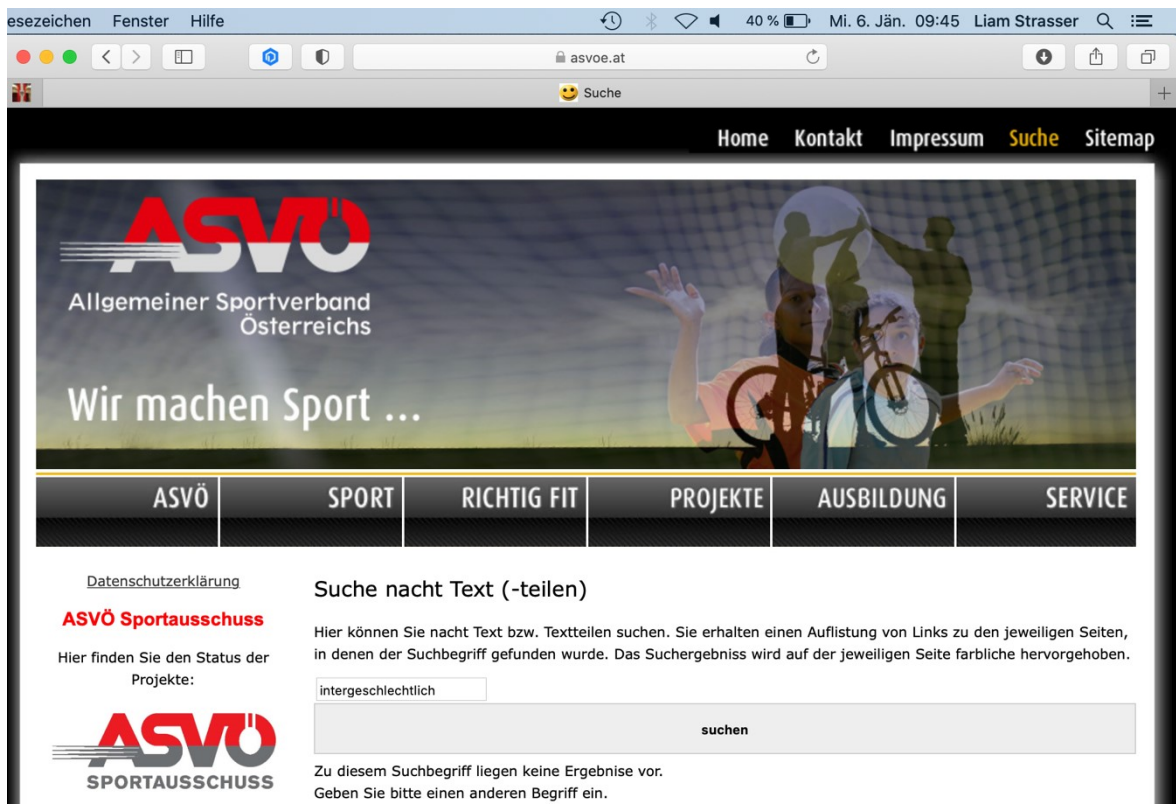 esezeichen Fenster Hilfe 40 % Mi. 6. Jän. 09:45 Liam Strasser
asvoe.at
Suche
Home Kontakt Impressum Suche Sitemap
ASVÖ
Allgemeiner Sportverband
Österreichs
Wir machen Sport ...
ASVÖ SPORT RICHTIG FIT PROJEKTE AUSBILDUNG SERVICE
Datenschutzerklärung
ASVÖ Sportausschuss
Hier finden Sie den Status der
Projekte:
ASVÖ
SPORTAUSSCHUSS
Suche nacht Text (-teilen)
Hier können Sie nacht Text bzw. Textteilen suchen. Sie erhalten einen Auflistung von Links zu den jeweiligen Seiten,
in denen der Suchbegriff gefunden wurde. Das Suchergebniss wird auf der jeweiligen Seite farbliche hervorgehoben.
intergeschlechtlich
suchen
Zu diesem Suchbegriff liegen keine Ergebnise vor.
Geben Sie bitte einen anderen Begriff ein.